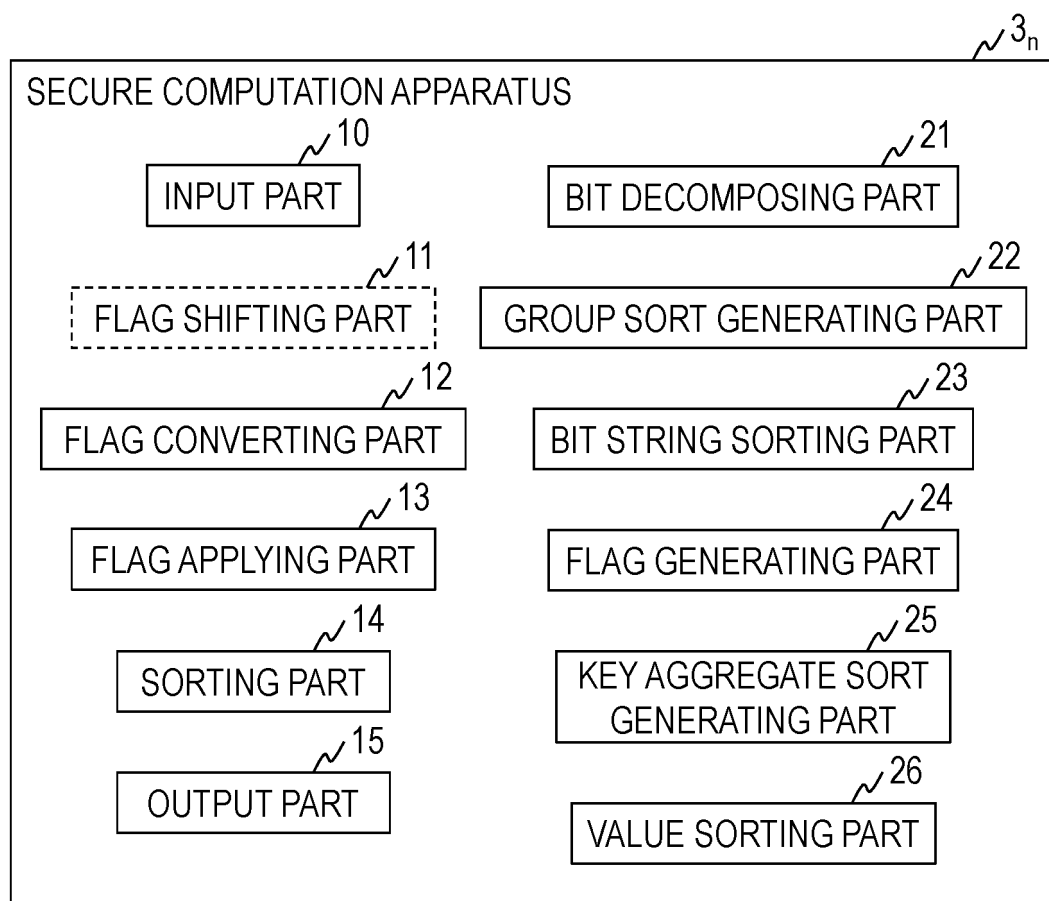 3n
SECURE COMPUTATION APPARATUS
10
INPUT PART
11
FLAG SHIFTING PART
12
FLAG CONVERTING PART
13
FLAG APPLYING PART
14
SORTING PART
15
OUTPUT PART
21
BIT DECOMPOSING PART
22
GROUP SORT GENERATING PART
23
BIT STRING SORTING PART
24
FLAG GENERATING PART
25
KEY AGGREGATE SORT
GENERATING PART
26
VALUE SORTING PART